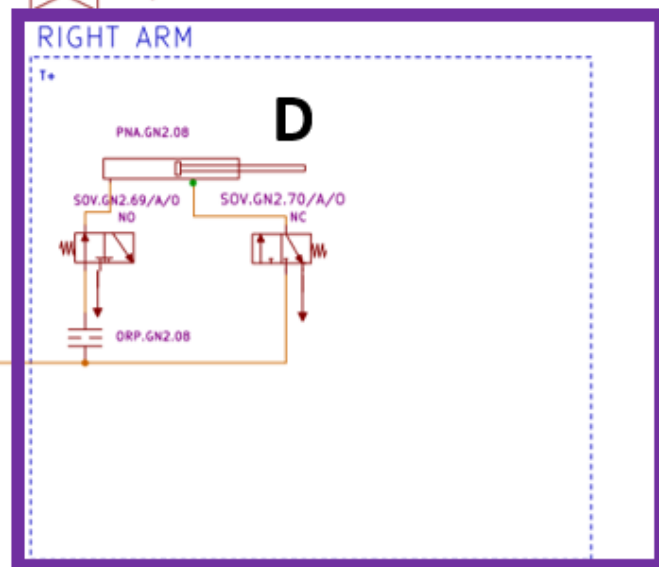 RIGHT ARM
T+
D
PNA.GN2.08
SOV.GN2.69/A/O
NO
SOV.GN2.70/A/O
NC
ORP.GN2.08